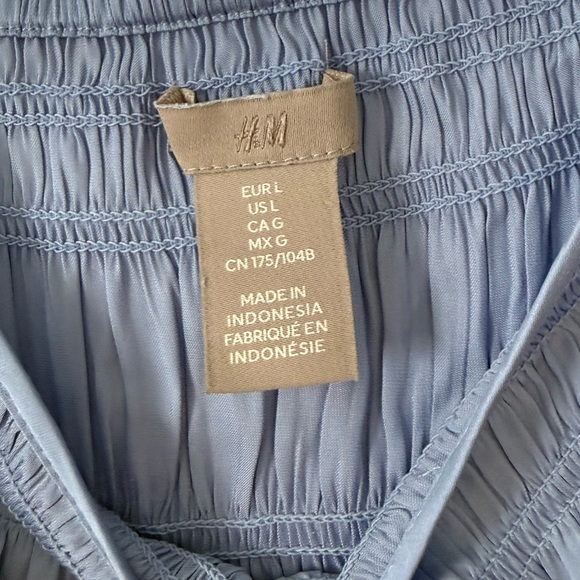 H&M
EUR L
US L
CA G
MX G
CN 175/104B
MADE IN
INDONESIA
FABRIQUÉ EN
INDONÉSIE